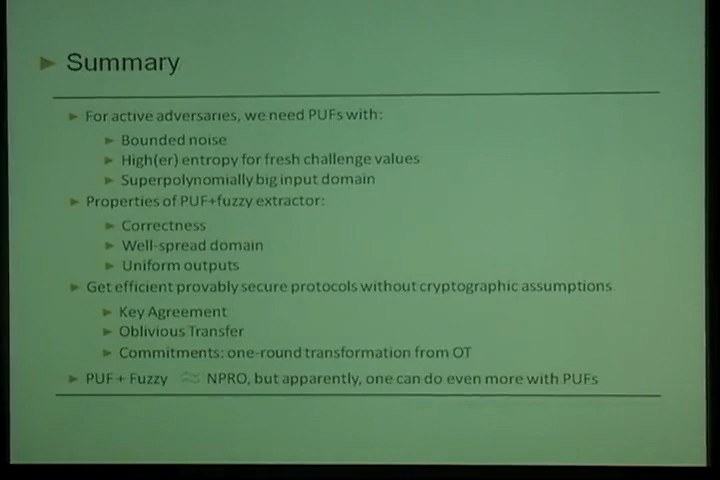 Summary
For active adversaries, we need PUFs with:
Bounded noise
High(er) entropy for fresh challenge values
Superpolynomially big input domain
Properties of PUF+fuzzy extractor:
Correctness
Well-spread domain
Uniform outputs
Get efficient provably secure protocols without cryptographic assumptions
Key Agreement
Oblivious Transfer
Commitments: one-round transformation from OT
PUF + Fuzzy ≈ NPRO, but apparently, one can do even more with PUFs